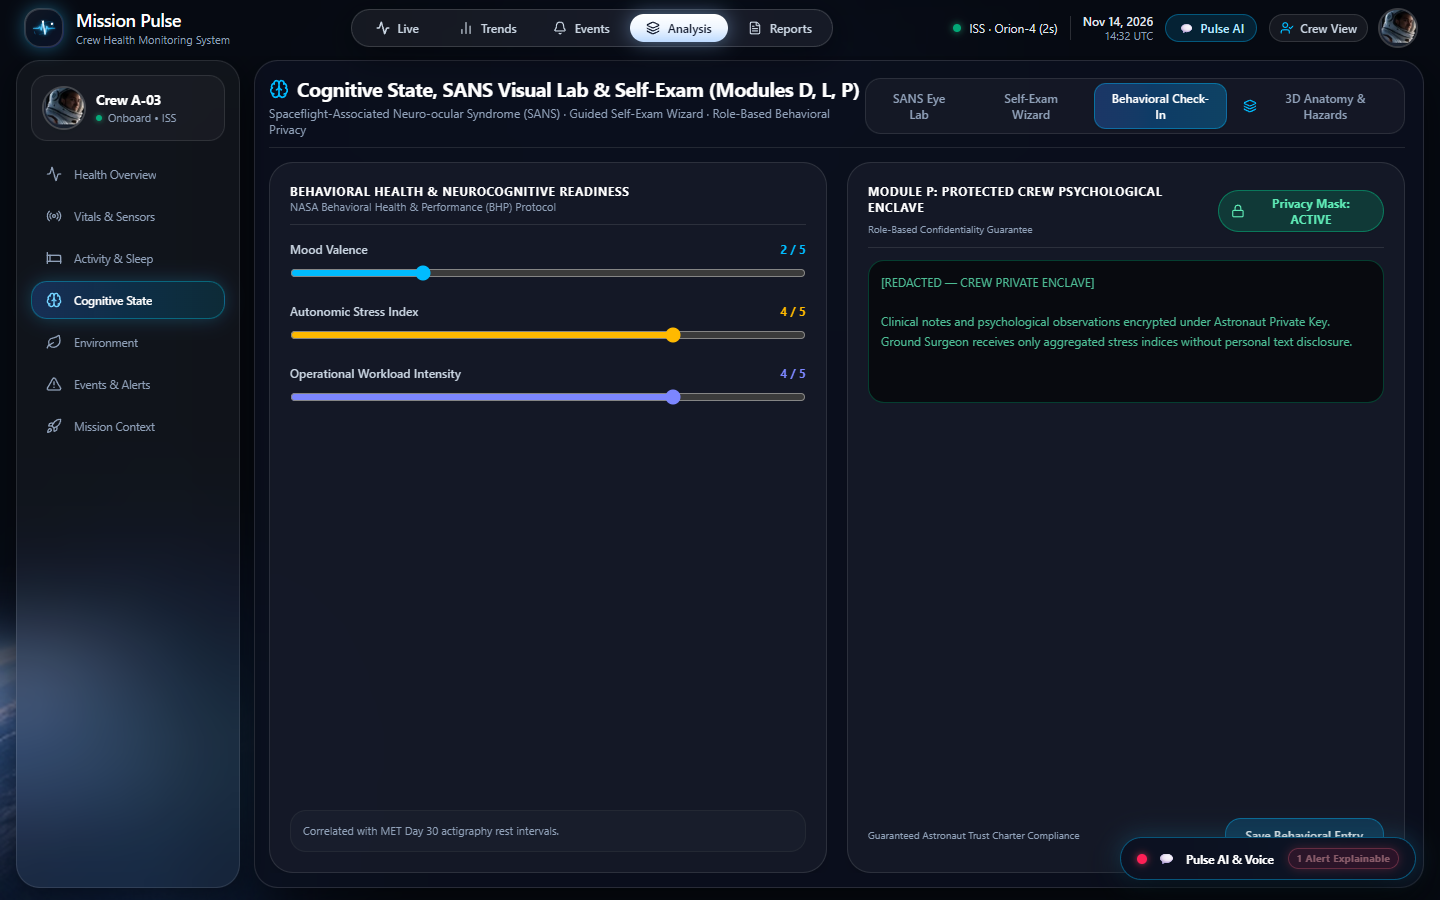 Mission Pulse
Crew Health Monitoring System
Live
Trends
Events
Analysis
Reports
ISS · Orion-4 (2s)
Nov 14, 2026
14:32 UTC
Pulse AI
Crew View
Crew A-03
Onboard • ISS
Health Overview
Vitals & Sensors
Activity & Sleep
Cognitive State
Environment
Events & Alerts
Mission Context
Cognitive State, SANS Visual Lab & Self-Exam (Modules D, L, P)
Spaceflight-Associated Neuro-ocular Syndrome (SANS) · Guided Self-Exam Wizard · Role-Based Behavioral
Privacy
SANS Eye
Lab
Self-Exam
Wizard
Behavioral Check-
In
3D Anatomy &
Hazards
BEHAVIORAL HEALTH & NEUROCOGNITIVE READINESS
NASA Behavioral Health & Performance (BHP) Protocol
Mood Valence
2 / 5
Autonomic Stress Index
4 / 5
Operational Workload Intensity
4 / 5
Correlated with MET Day 30 actigraphy rest intervals.
MODULE P: PROTECTED CREW PSYCHOLOGICAL
ENCLAVE
Role-Based Confidentiality Guarantee
Privacy Mask:
ACTIVE
[REDACTED — CREW PRIVATE ENCLAVE]
Clinical notes and psychological observations encrypted under Astronaut Private Key.
Ground Surgeon receives only aggregated stress indices without personal text disclosure.
Guaranteed Astronaut Trust Charter Compliance
Save Behavioral Entry
Pulse AI & Voice
1 Alert Explainable